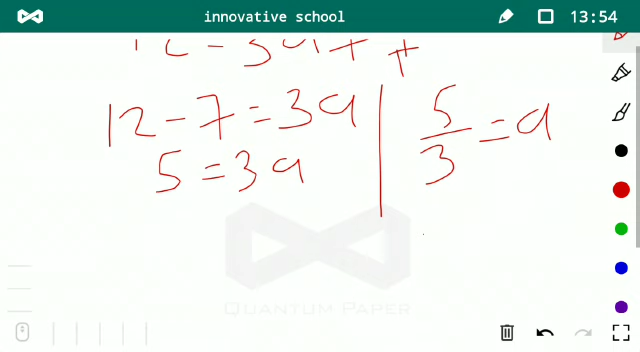 innovative school
13:54
12 - 7 = 3a
5 = 3a
5/3 = a
QUANTUM PAPER